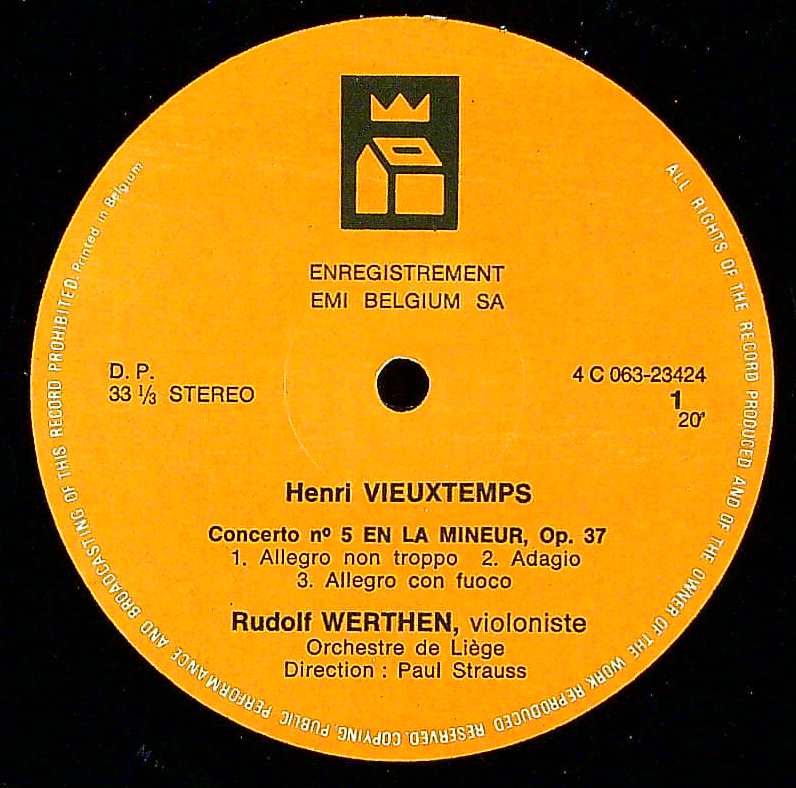 ENREGISTREMENT
EMI BELGIUM SA
D. P.
33 ⅓ STEREO
4 C 063-23424
1
20'
Henri VIEUXTEMPS
Concerto nº 5 EN LA MINEUR, Op. 37
1. Allegro non troppo 2. Adagio
3. Allegro con fuoco
Rudolf WERTHEN, violoniste
Orchestre de Liège
Direction : Paul Strauss
ALL RIGHTS OF THE RECORD PRODUCED AND OF THE OWNER OF THE WORK REPRODUCED RESERVED. COPYING, PUBLIC PERFORMANCE AND BROADCASTING OF THIS RECORD PROHIBITED. Printed in Belgium